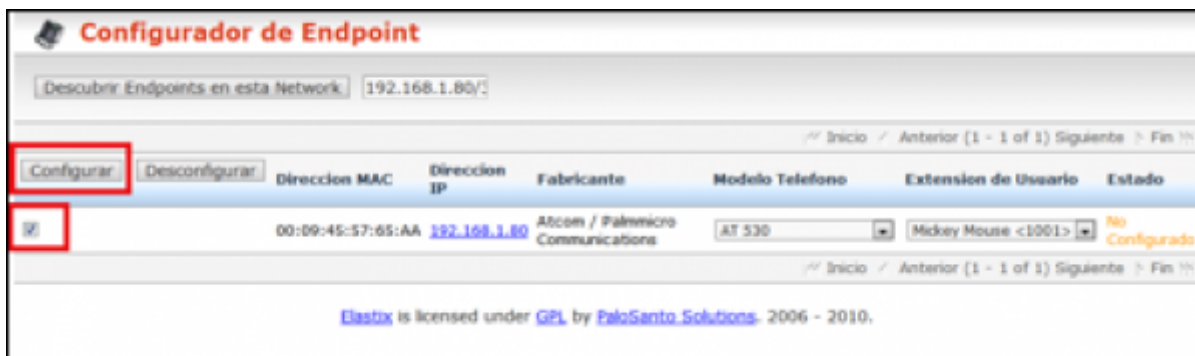 Configurador de Endpoint
Descubrir Endpoints en esta Network 192.168.1.80/
Inicio Anterior (1 - 1 of 1) Siguiente Fin
Configurar Desconfigurar Direccion MAC Direccion IP Fabricante Modelo Telefono Extension de Usuario Estado
00:09:45:57:65:AA 192.168.1.80 Atcom / Palmmicro Communications AT 530 Mickey Mouse <1001> No Configurado
Inicio Anterior (1 - 1 of 1) Siguiente Fin
Elastix is licensed under GPL by PaloSanto Solutions. 2006 - 2010.